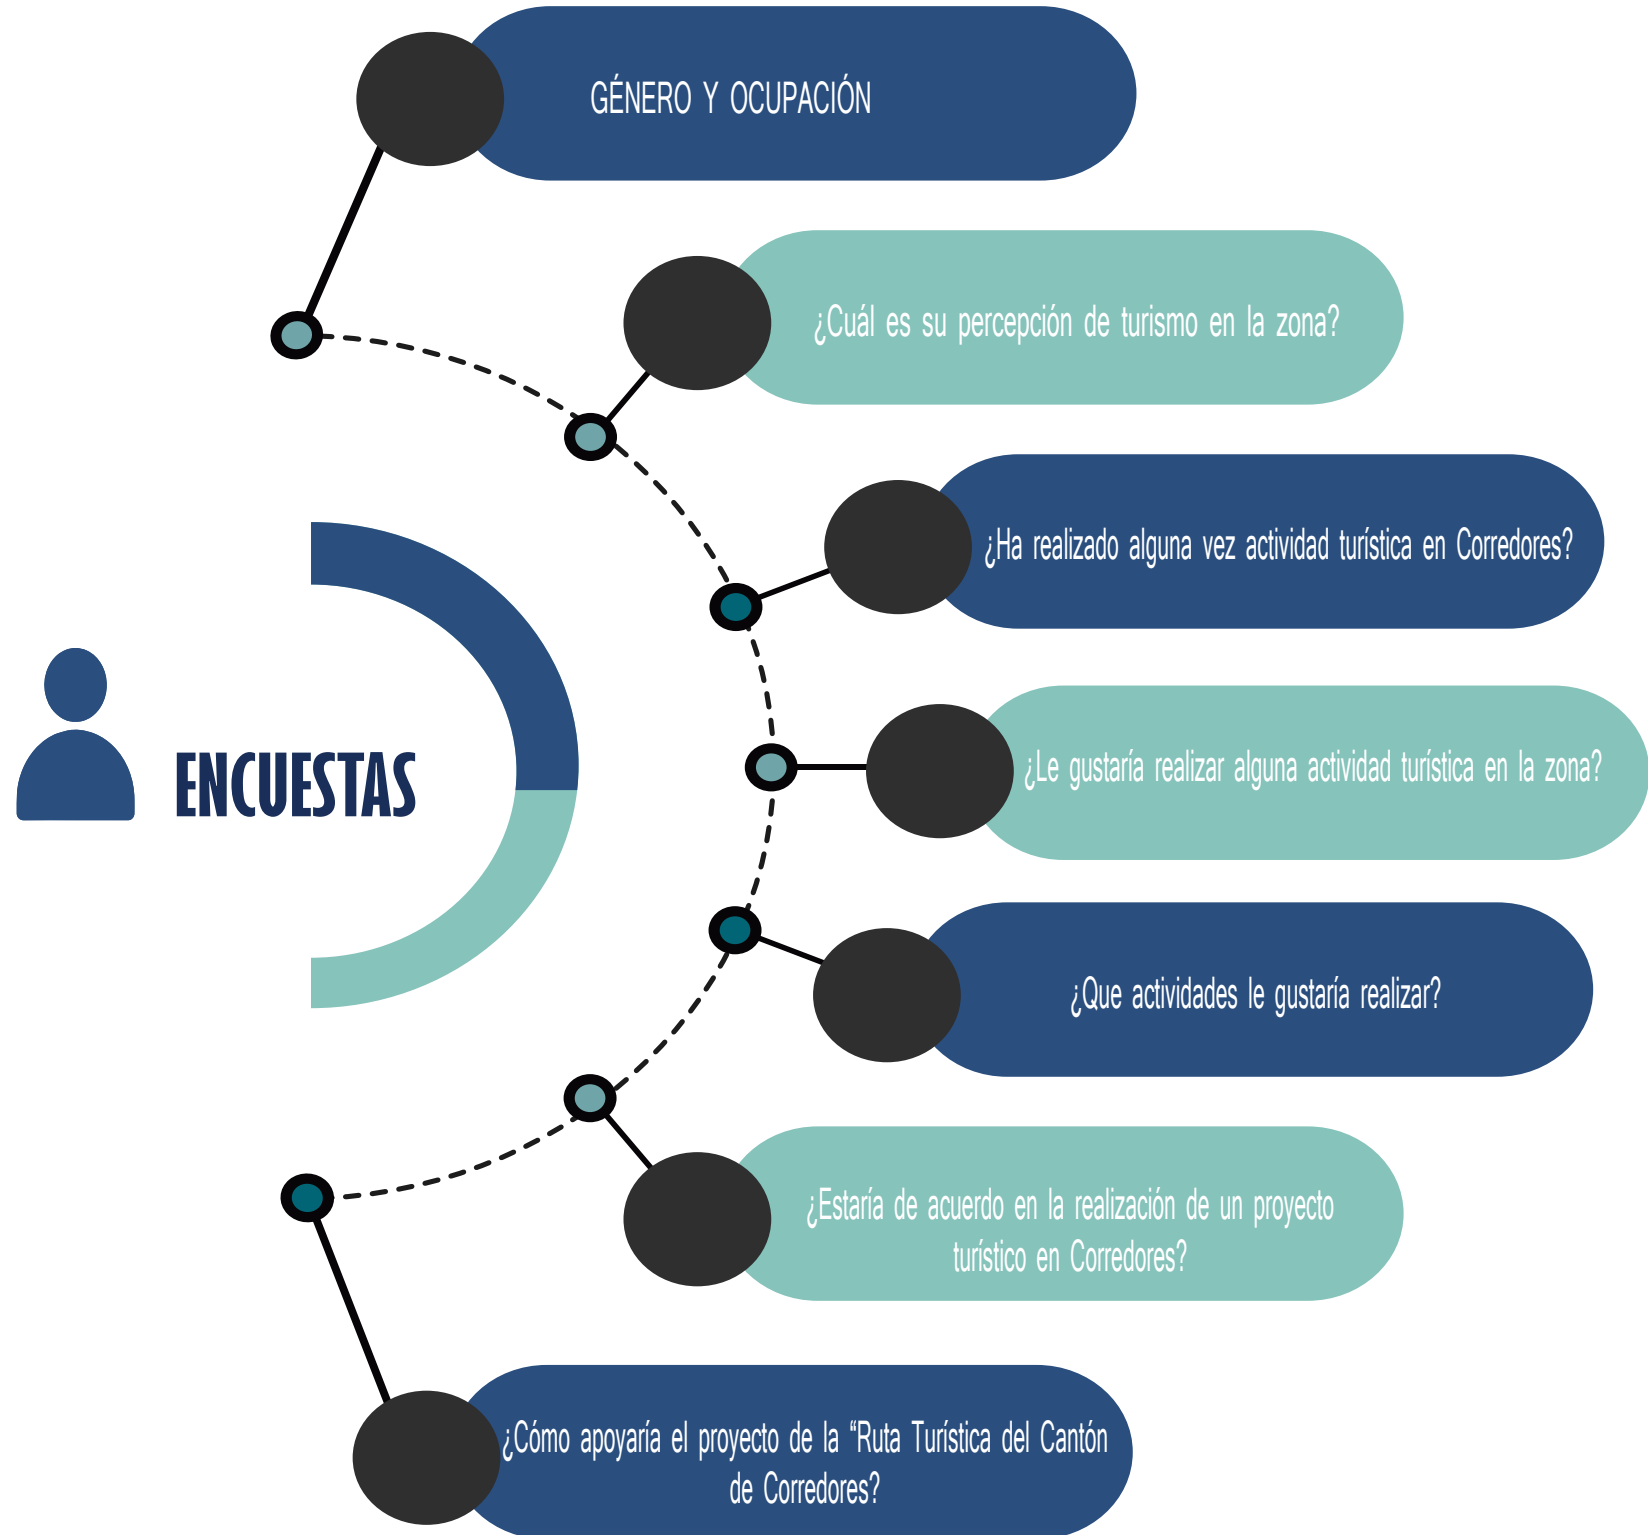 GÉNERO Y OCUPACIÓN
¿Cuál es su percepción de turismo en la zona?
¿Ha realizado alguna vez actividad turística en Corredores?
ENCUESTAS
¿Le gustaría realizar alguna actividad turística en la zona?
¿Que actividades le gustaría realizar?
¿Estaría de acuerdo en la realización de un proyecto
turístico en Corredores?
¿Cómo apoyaría el proyecto de la “Ruta Turística del Cantón
de Corredores?